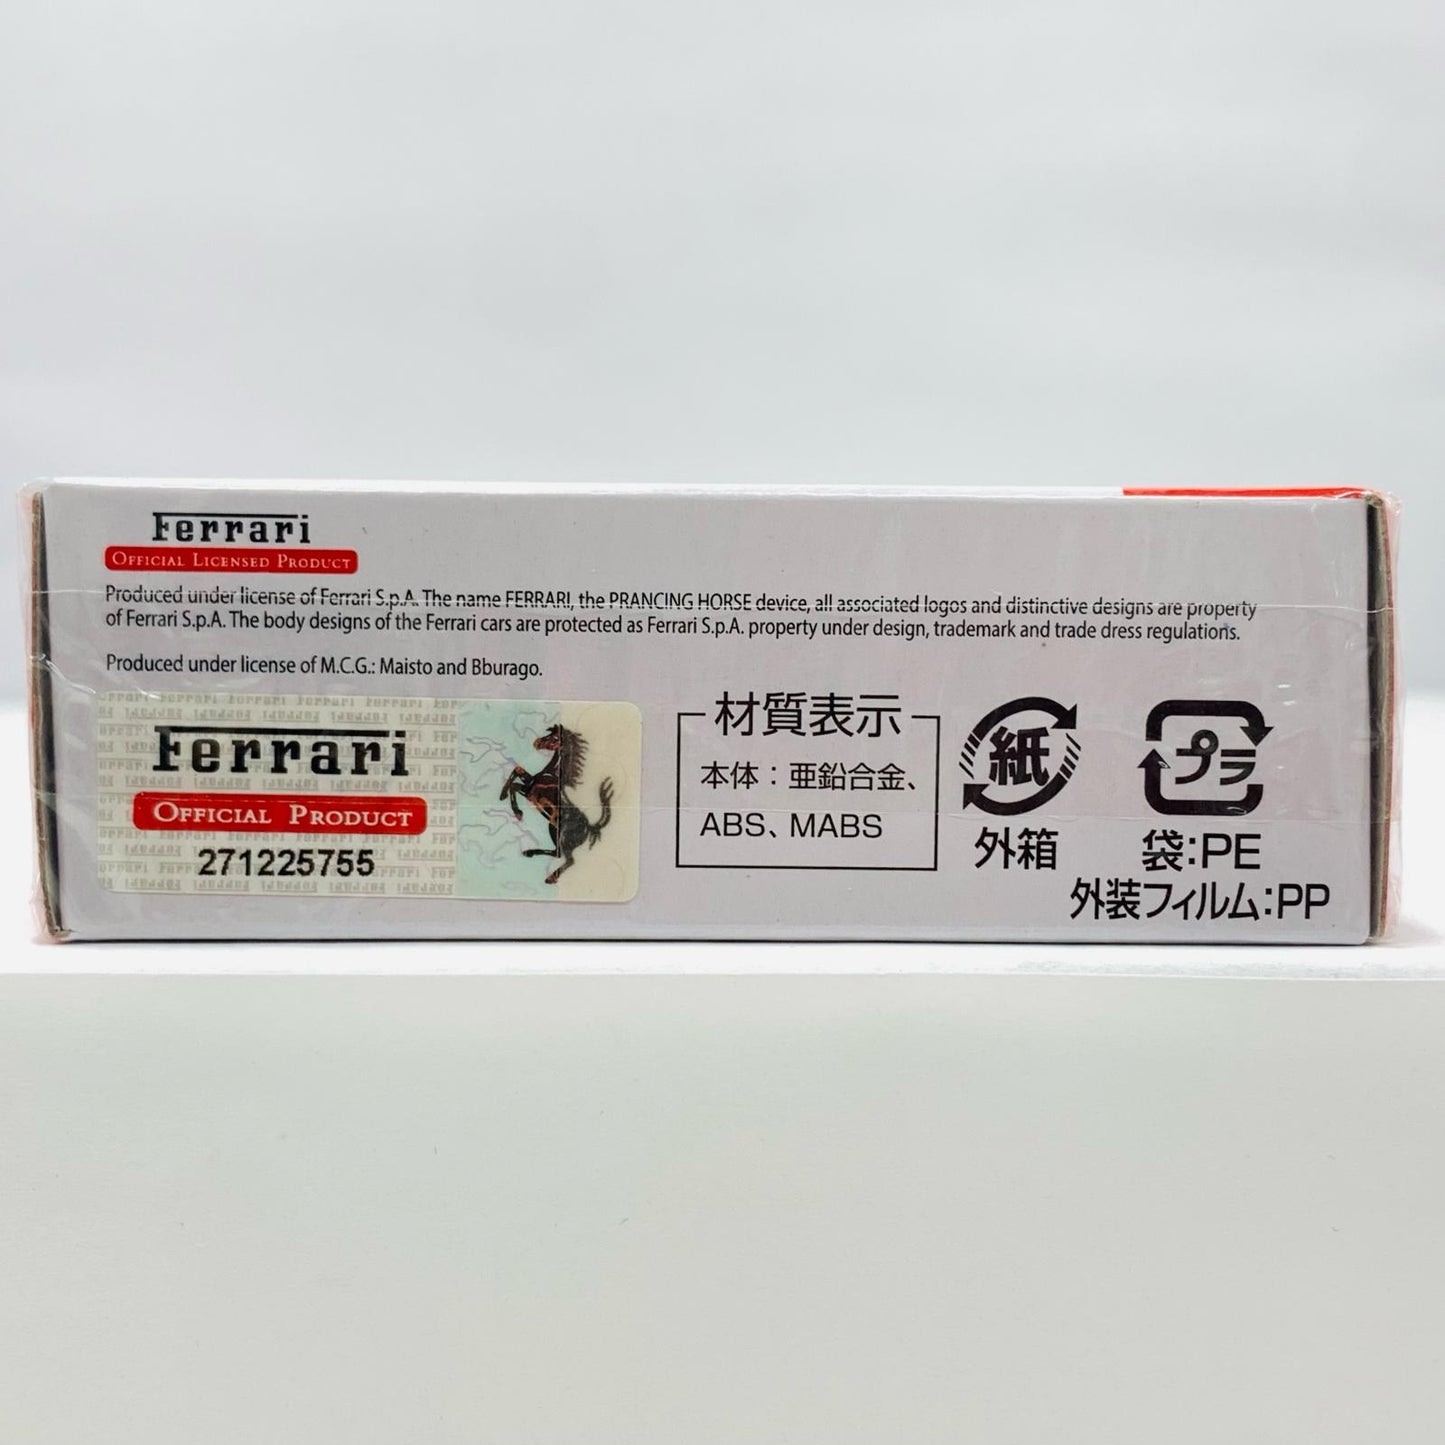 Ferrari
OFFICIAL LICENSED PRODUCT
Produced under license of Ferrari S.p.A. The name FERRARI, the PRANCING HORSE device, all associated logos and distinctive designs are property
of Ferrari S.p.A. The body designs of the Ferrari cars are protected as Ferrari S.p.A. property under design, trademark and trade dress regulations.
Produced under license of M.C.G.: Maisto and Bburago.
Ferrari
OFFICIAL PRODUCT
271225755
材質表示
本体：亜鉛合金、
ABS、MABS
紙
外箱
プラ
袋:PE
外装フィルム:PP